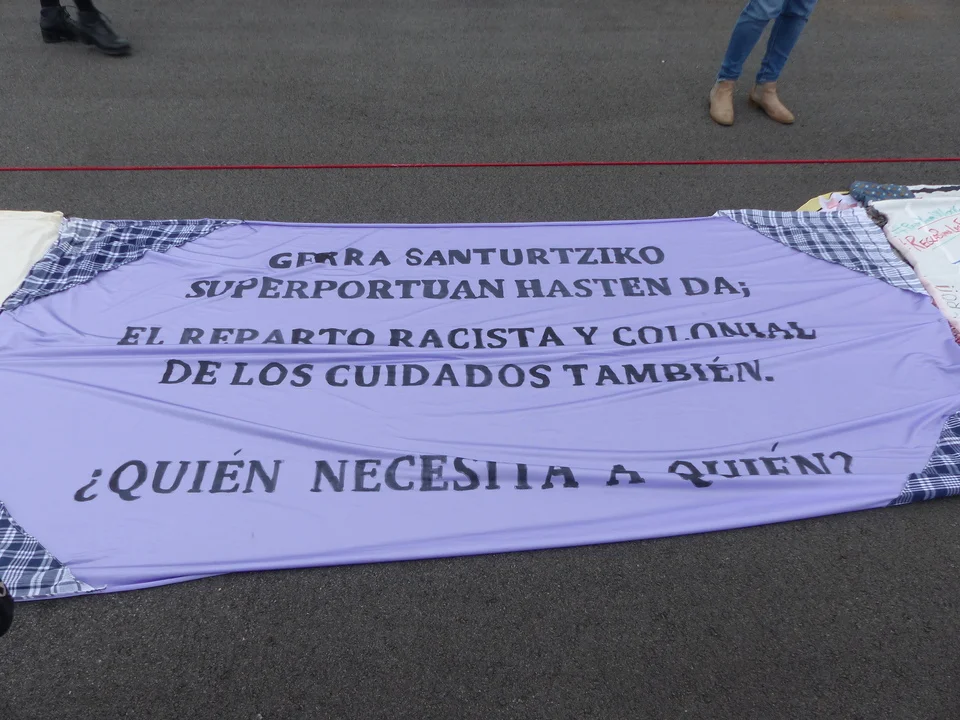 GERRA SANTURTZIKO
SUPERPORTUAN HASTEN DA;
EL REPARTO RACISTA Y COLONIAL
DE LOS CUIDADOS TAMBIÉN.
¿QUIÉN NECESITA A QUIÉN?